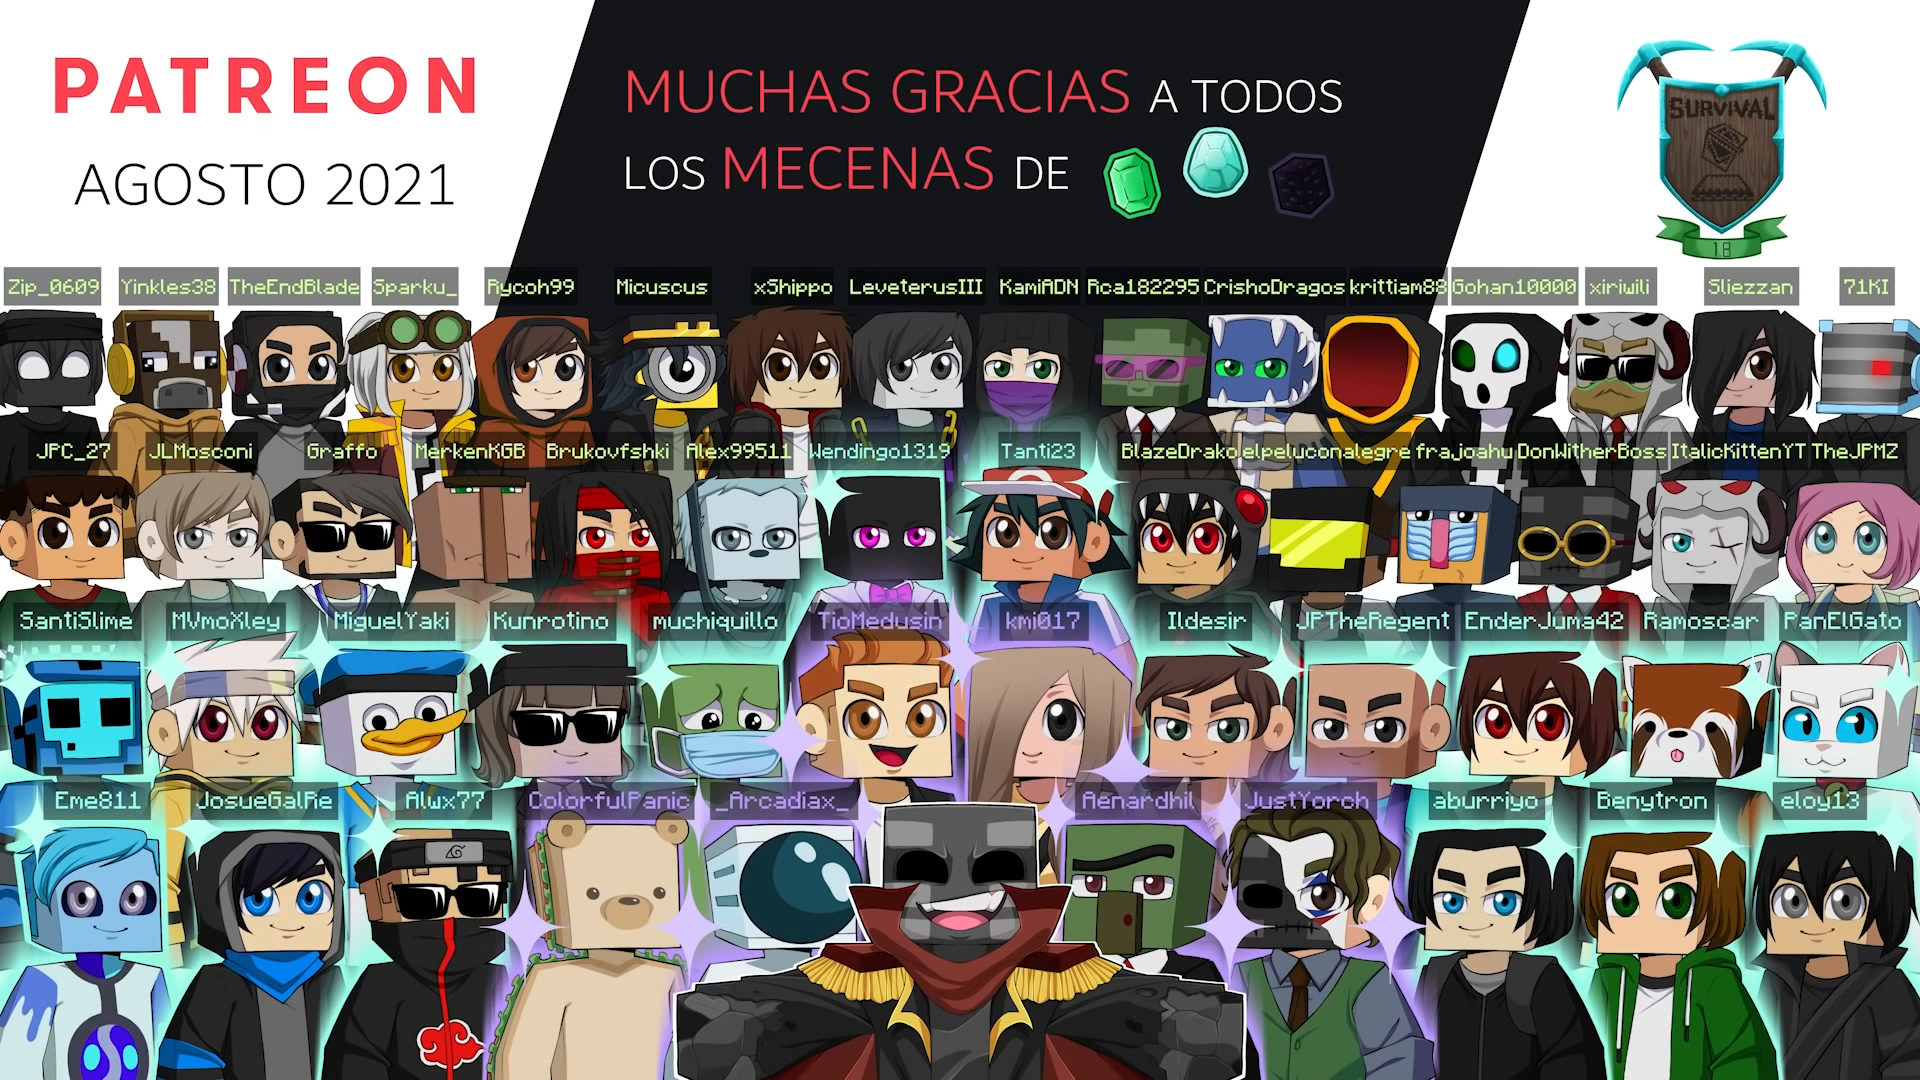 PATREON
AGOSTO 2021
MUCHAS GRACIAS A TODOS
LOS MECENAS DE
SURVIVAL
1.8
Zip_0609 Yinkles38 TheEndBlade Sparku_ Rycoh99 Micuscus xShippo LeveterusIII KamiADN Rca182295 CrishoDragos krittiam88 Gohan10000 xiriwili Sliezzan 71KI
JPC_27 JLMosconi Graffo MerkenKGB Brukovfshki Alex99511 Wendingo1319 Tanti23 BlazeDrako elpeluconalegre frajoahu DonWitherBoss ItalicKittenYT TheJPMZ
SantiSlime MVmoXley MiguelYaki Kunrotino muchiquillo TioMedusin kmi017 Ildesir JPTheRegent EnderJuma42 Ramoscar PanElGato
Eme811 JosueGalRe Alwx77 ColorfulPanic _Arcadiax_ Aenardhil JustYorch aburriyo Benytron eloy13